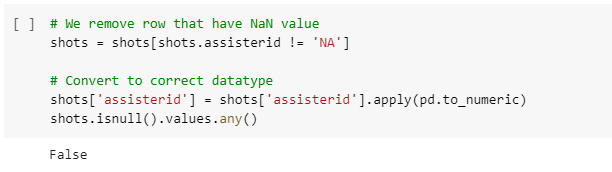 [ ] # We remove row that have NaN value
shots = shots[shots.assisterid != 'NA']
# Convert to correct datatype
shots['assisterid'] = shots['assisterid'].apply(pd.to_numeric)
shots.isnull().values.any()
False